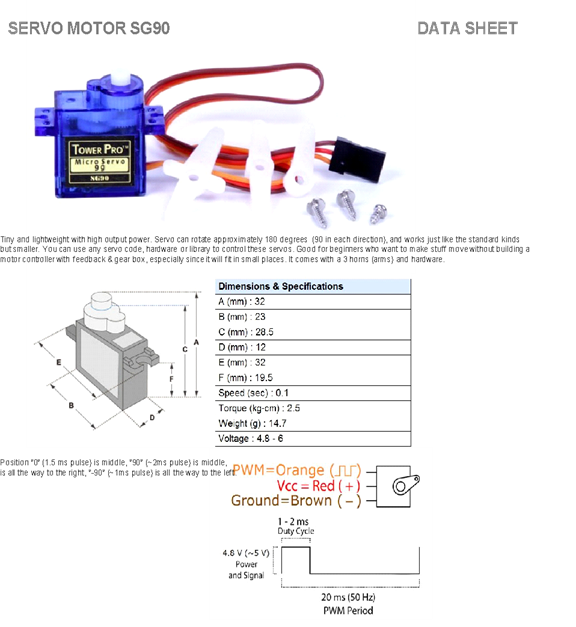 SERVO MOTOR SG90 DATA SHEET
TOWER PRO™
Micro Servo
9g
SG90
Tiny and lightweight with high output power. Servo can rotate approximately 180 degrees (90 in each direction), and works just like the standard kinds
but smaller. You can use any servo code, hardware or library to control these servos. Good for beginners who want to make stuff move without building a
motor controller with feedback & gear box, especially since it will fit in small places. It comes with a 3 horns (arms) and hardware.
Dimensions & Specifications
A (mm) : 32
B (mm) : 23
C (mm) : 28.5
D (mm) : 12
E (mm) : 32
F (mm) : 19.5
Speed (sec) : 0.1
Torque (kg-cm) : 2.5
Weight (g) : 14.7
Voltage : 4.8 - 6
A
C
E
F
B
D
Position "0" (1.5 ms pulse) is middle, "90" (~2ms pulse) is middle,
is all the way to the right, "-90" (~1ms pulse) is all the way to the left.
PWM=Orange
Vcc = Red (+)
Ground=Brown (−)
1 - 2 ms
Duty Cycle
4.8 V (~5 V)
Power
and Signal
20 ms (50 Hz)
PWM Period